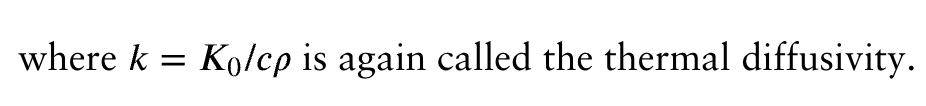 where k = K₀/cρ is again called the thermal diffusivity.